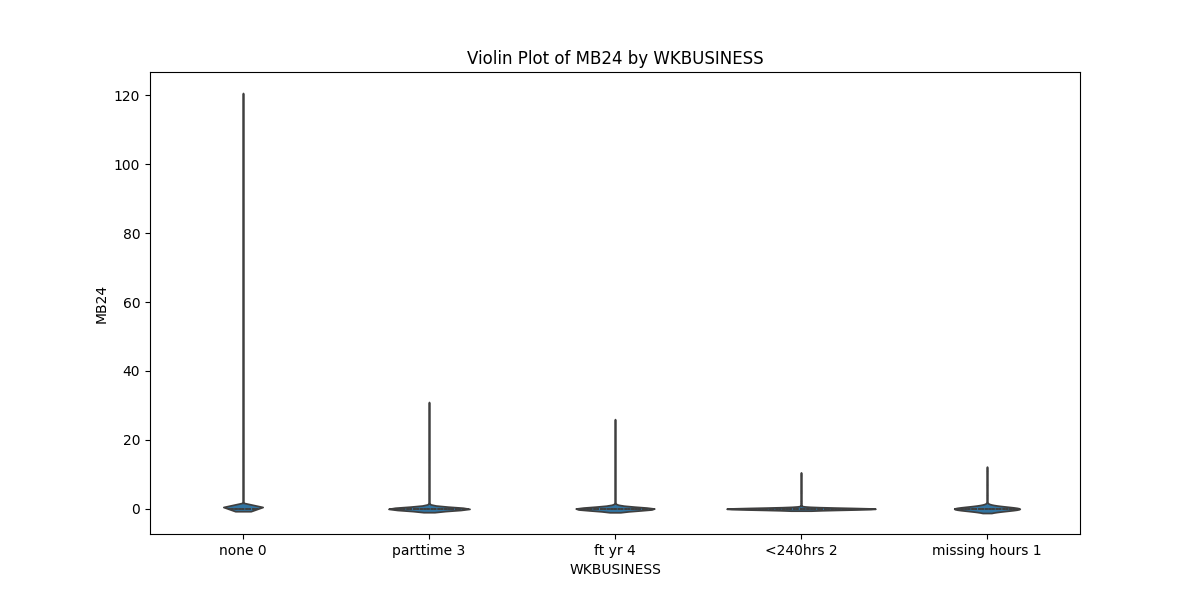 Violin Plot of MB24 by WKBUSINESS
120
100
80
60
40
20
0
MB24
none 0
parttime 3
ft yr 4
<240hrs 2
missing hours 1
WKBUSINESS